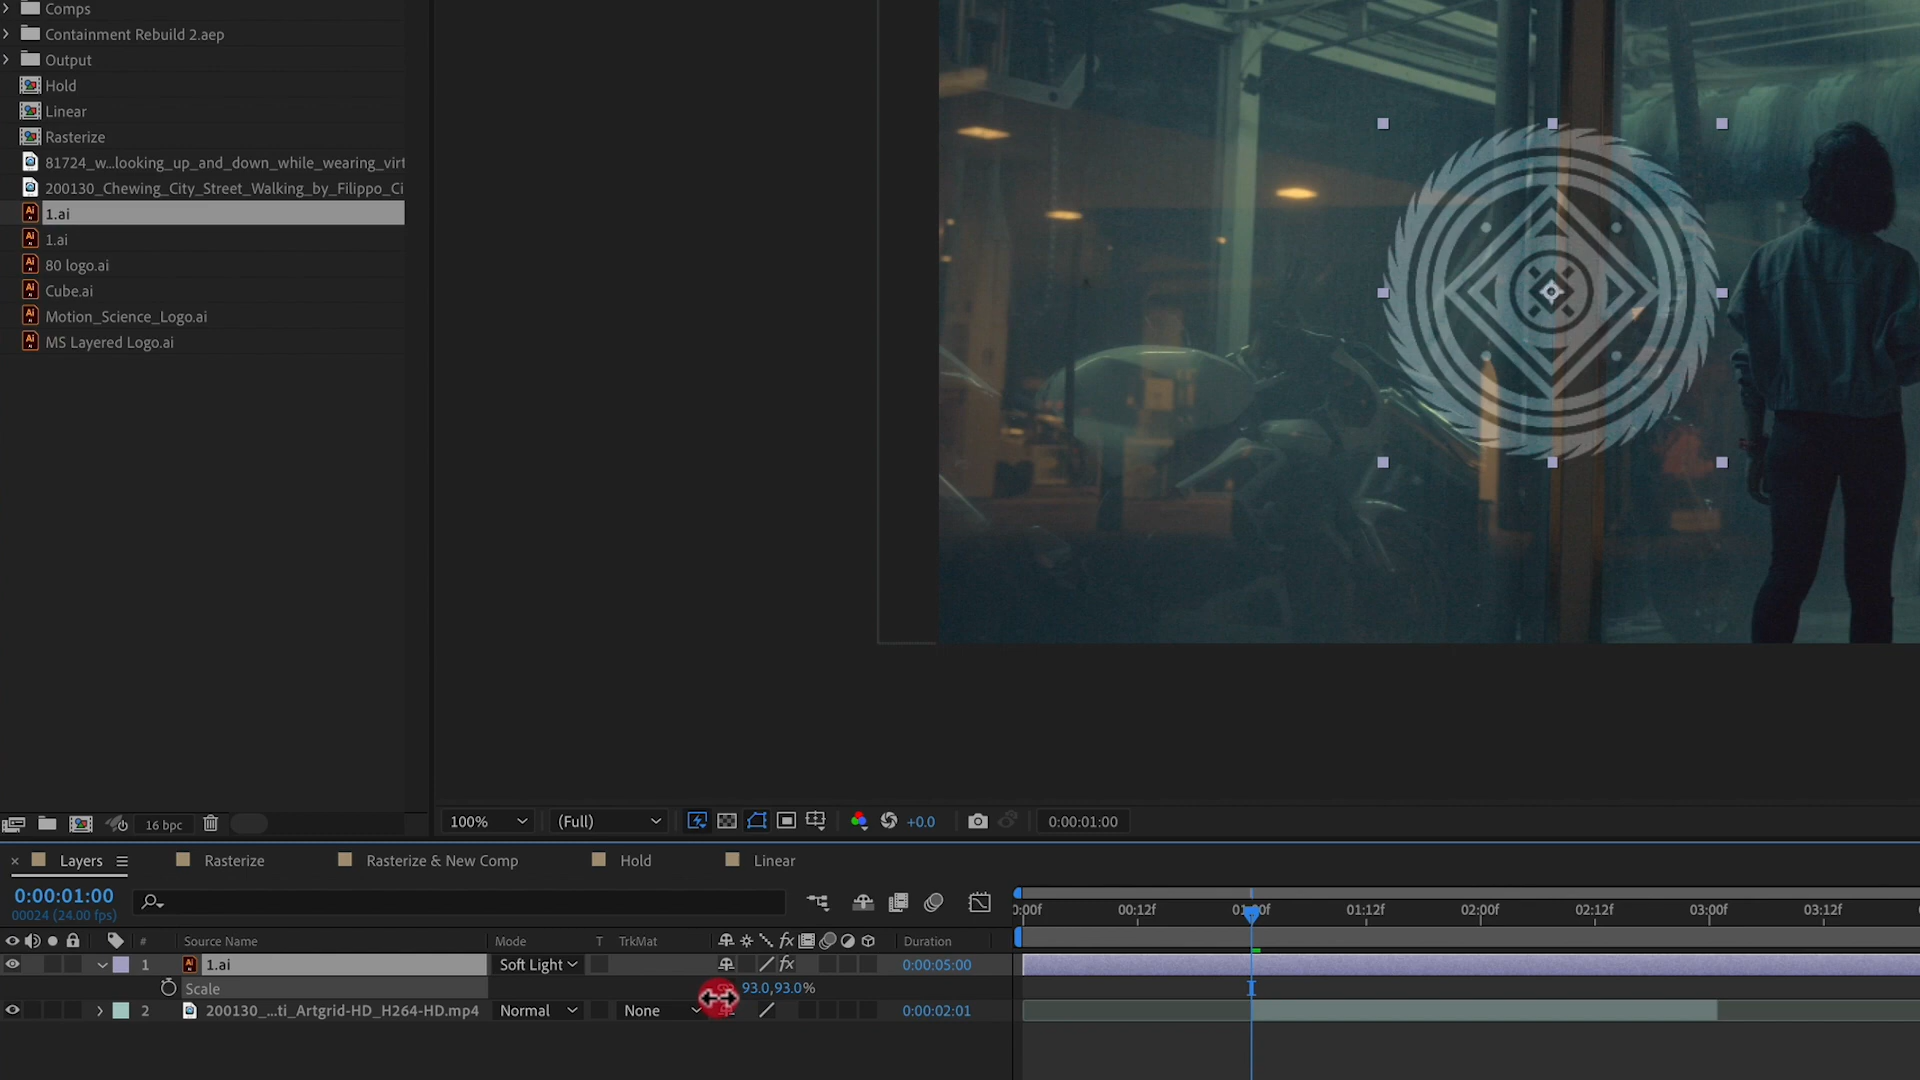 Comps
Containment Rebuild 2.aep
Output
Hold
Linear
Rasterize
81724_w...looking_up_and_down_while_wearing_virt
200130_Chewing_City_Street_Walking_by_Filippo_Ci
1.ai
1.ai
80 logo.ai
Cube.ai
Motion_Science_Logo.ai
MS Layered Logo.ai
16 bpc
100%
(Full)
+0.0
0:00:01:00
Layers
Rasterize
Rasterize & New Comp
Hold
Linear
0:00:01:00
00024 (24.00 fps)
0:00f 00:12f 01:00f 01:12f 02:00f 02:12f 03:00f 03:12f
# Source Name Mode T TrkMat Duration
1 1.ai Soft Light 0:00:05:00
Scale 93.0,93.0%
2 200130_...ti_Artgrid-HD_H264-HD.mp4 Normal None 0:00:02:01